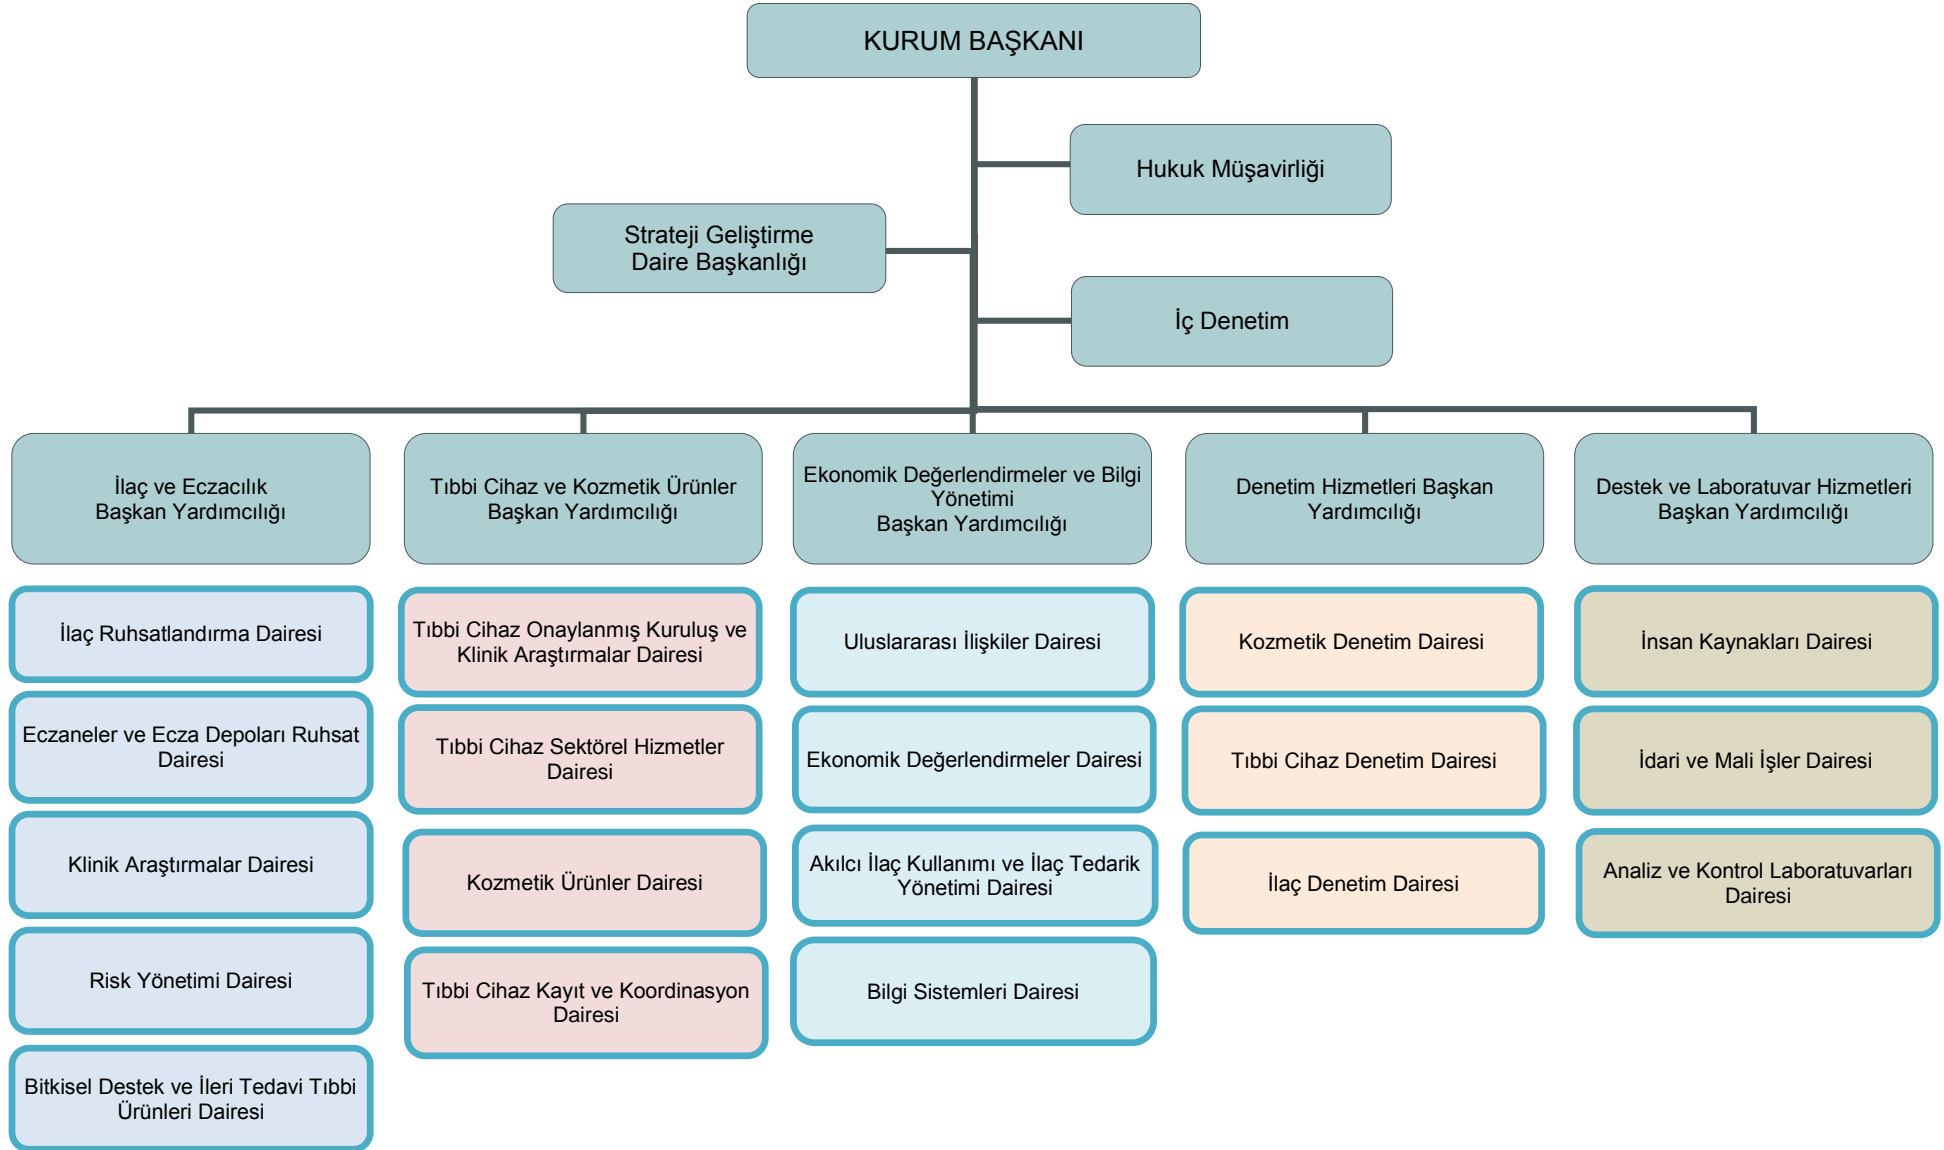 KURUM BAŞKANI
Hukuk Müşavirliği
Strateji Geliştirme
Daire Başkanlığı
İç Denetim
İlaç ve Eczacılık
Başkan Yardımcılığı
Tıbbi Cihaz ve Kozmetik Ürünler
Başkan Yardımcılığı
Ekonomik Değerlendirmeler ve Bilgi
Yönetimi
Başkan Yardımcılığı
Denetim Hizmetleri Başkan
Yardımcılığı
Destek ve Laboratuvar Hizmetleri
Başkan Yardımcılığı
İlaç Ruhsatlandırma Dairesi
Eczaneler ve Ecza Depoları Ruhsat
Dairesi
Klinik Araştırmalar Dairesi
Risk Yönetimi Dairesi
Bitkisel Destek ve İleri Tedavi Tıbbi
Ürünleri Dairesi
Tıbbi Cihaz Onaylanmış Kuruluş ve
Klinik Araştırmalar Dairesi
Tıbbi Cihaz Sektörel Hizmetler
Dairesi
Kozmetik Ürünler Dairesi
Tıbbi Cihaz Kayıt ve Koordinasyon
Dairesi
Uluslararası İlişkiler Dairesi
Ekonomik Değerlendirmeler Dairesi
Akılcı İlaç Kullanımı ve İlaç Tedarik
Yönetimi Dairesi
Bilgi Sistemleri Dairesi
Kozmetik Denetim Dairesi
Tıbbi Cihaz Denetim Dairesi
İlaç Denetim Dairesi
İnsan Kaynakları Dairesi
İdari ve Mali İşler Dairesi
Analiz ve Kontrol Laboratuvarları
Dairesi